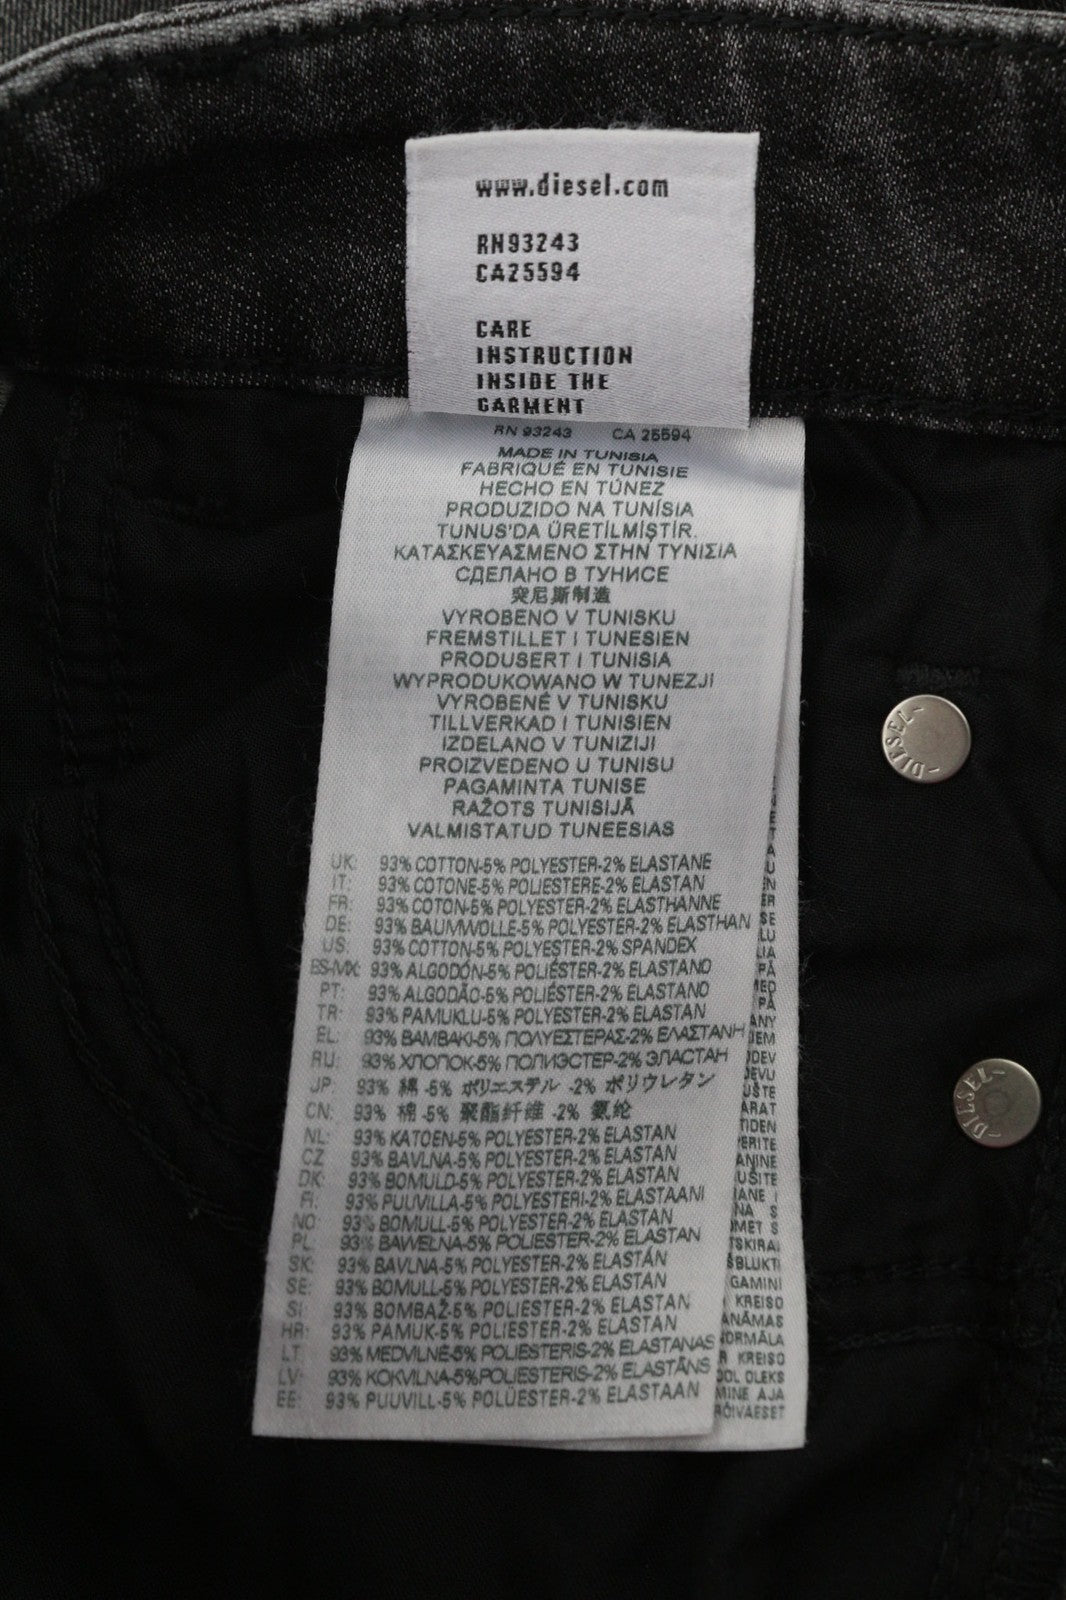 www.diesel.com
RN93243
CA25594
CARE
INSTRUCTION
INSIDE THE
GARMENT
RN 93243 CA 25594
MADE IN TUNISIA
FABRIQUÉ EN TUNISIE
HECHO EN TÚNEZ
PRODUZIDO NA TUNÍSIA
TUNUS'DA ÜRETİLMİŞTİR.
ΚΑΤΑΣΚΕΥΑΣΜΕΝΟ ΣΤΗΝ ΤΥΝΙΣΙΑ
СДЕЛАНО В ТУНИСЕ
突尼斯制造
VYROBENO V TUNISKU
FREMSTILLET I TUNESIEN
PRODUSERT I TUNISIA
WYPRODUKOWANO W TUNEZJI
VYROBENÉ V TUNISKU
TILLVERKAD I TUNISIEN
IZDELANO V TUNIZIJI
PROIZVEDENO U TUNISU
PAGAMINTA TUNISE
RAŽOTS TUNISIJĀ
VALMISTATUD TUNEESIAS
UK: 93% COTTON-5% POLYESTER-2% ELASTANE
IT: 93% COTONE-5% POLIESTERE-2% ELASTAN
FR: 93% COTON-5% POLYESTER-2% ELASTHANNE
DE: 93% BAUMWOLLE-5% POLYESTER-2% ELASTHAN
US: 93% COTTON-5% POLYESTER-2% SPANDEX
ES-MX: 93% ALGODÓN-5% POLIÉSTER-2% ELASTANO
PT: 93% ALGODÃO-5% POLIÉSTER-2% ELASTANO
TR: 93% PAMUKLU-5% POLYESTER-2% ELASTAN
EL: 93% ΒΑΜΒΑΚΙ-5% ΠΟΛΥΕΣΤΕΡΑΣ-2% ΕΛΑΣΤΑΝΗ
RU: 93% ХЛОПОК-5% ПОЛИЭСТЕР-2% ЭЛАСТАН
JP: 93% 綿 -5% ポリエステル -2% ポリウレタン
CN: 93% 棉 -5% 聚酯纤维 -2% 氨纶
NL: 93% KATOEN-5% POLYESTER-2% ELASTAN
CZ 93% BAVLNA-5% POLYESTER-2% ELASTAN
DK: 93% BOMULD-5% POLYESTER-2% ELASTAN
FI: 93% PUUVILLA-5% POLYESTERI-2% ELASTAANI
NO: 93% BOMULL-5% POLYESTER-2% ELASTAN
PL: 93% BAWEŁNA-5% POLIESTER-2% ELASTAN
SK: 93% BAVLNA-5% POLYESTER-2% ELASTÁN
SE: 93% BOMULL-5% POLYESTER-2% ELASTAN
SI: 93% BOMBAŽ-5% POLIESTER-2% ELASTAN
HR: 93% PAMUK-5% POLIESTER-2% ELASTAN
LT: 93% MEDVILNĖ-5% POLIESTERIS-2% ELASTANAS
LV: 93% KOKVILNA-5% POLIESTERIS-2% ELASTĀNS
EE: 93% PUUVILL-5% POLÜESTER-2% ELASTAAN
DIESEL
DIESEL